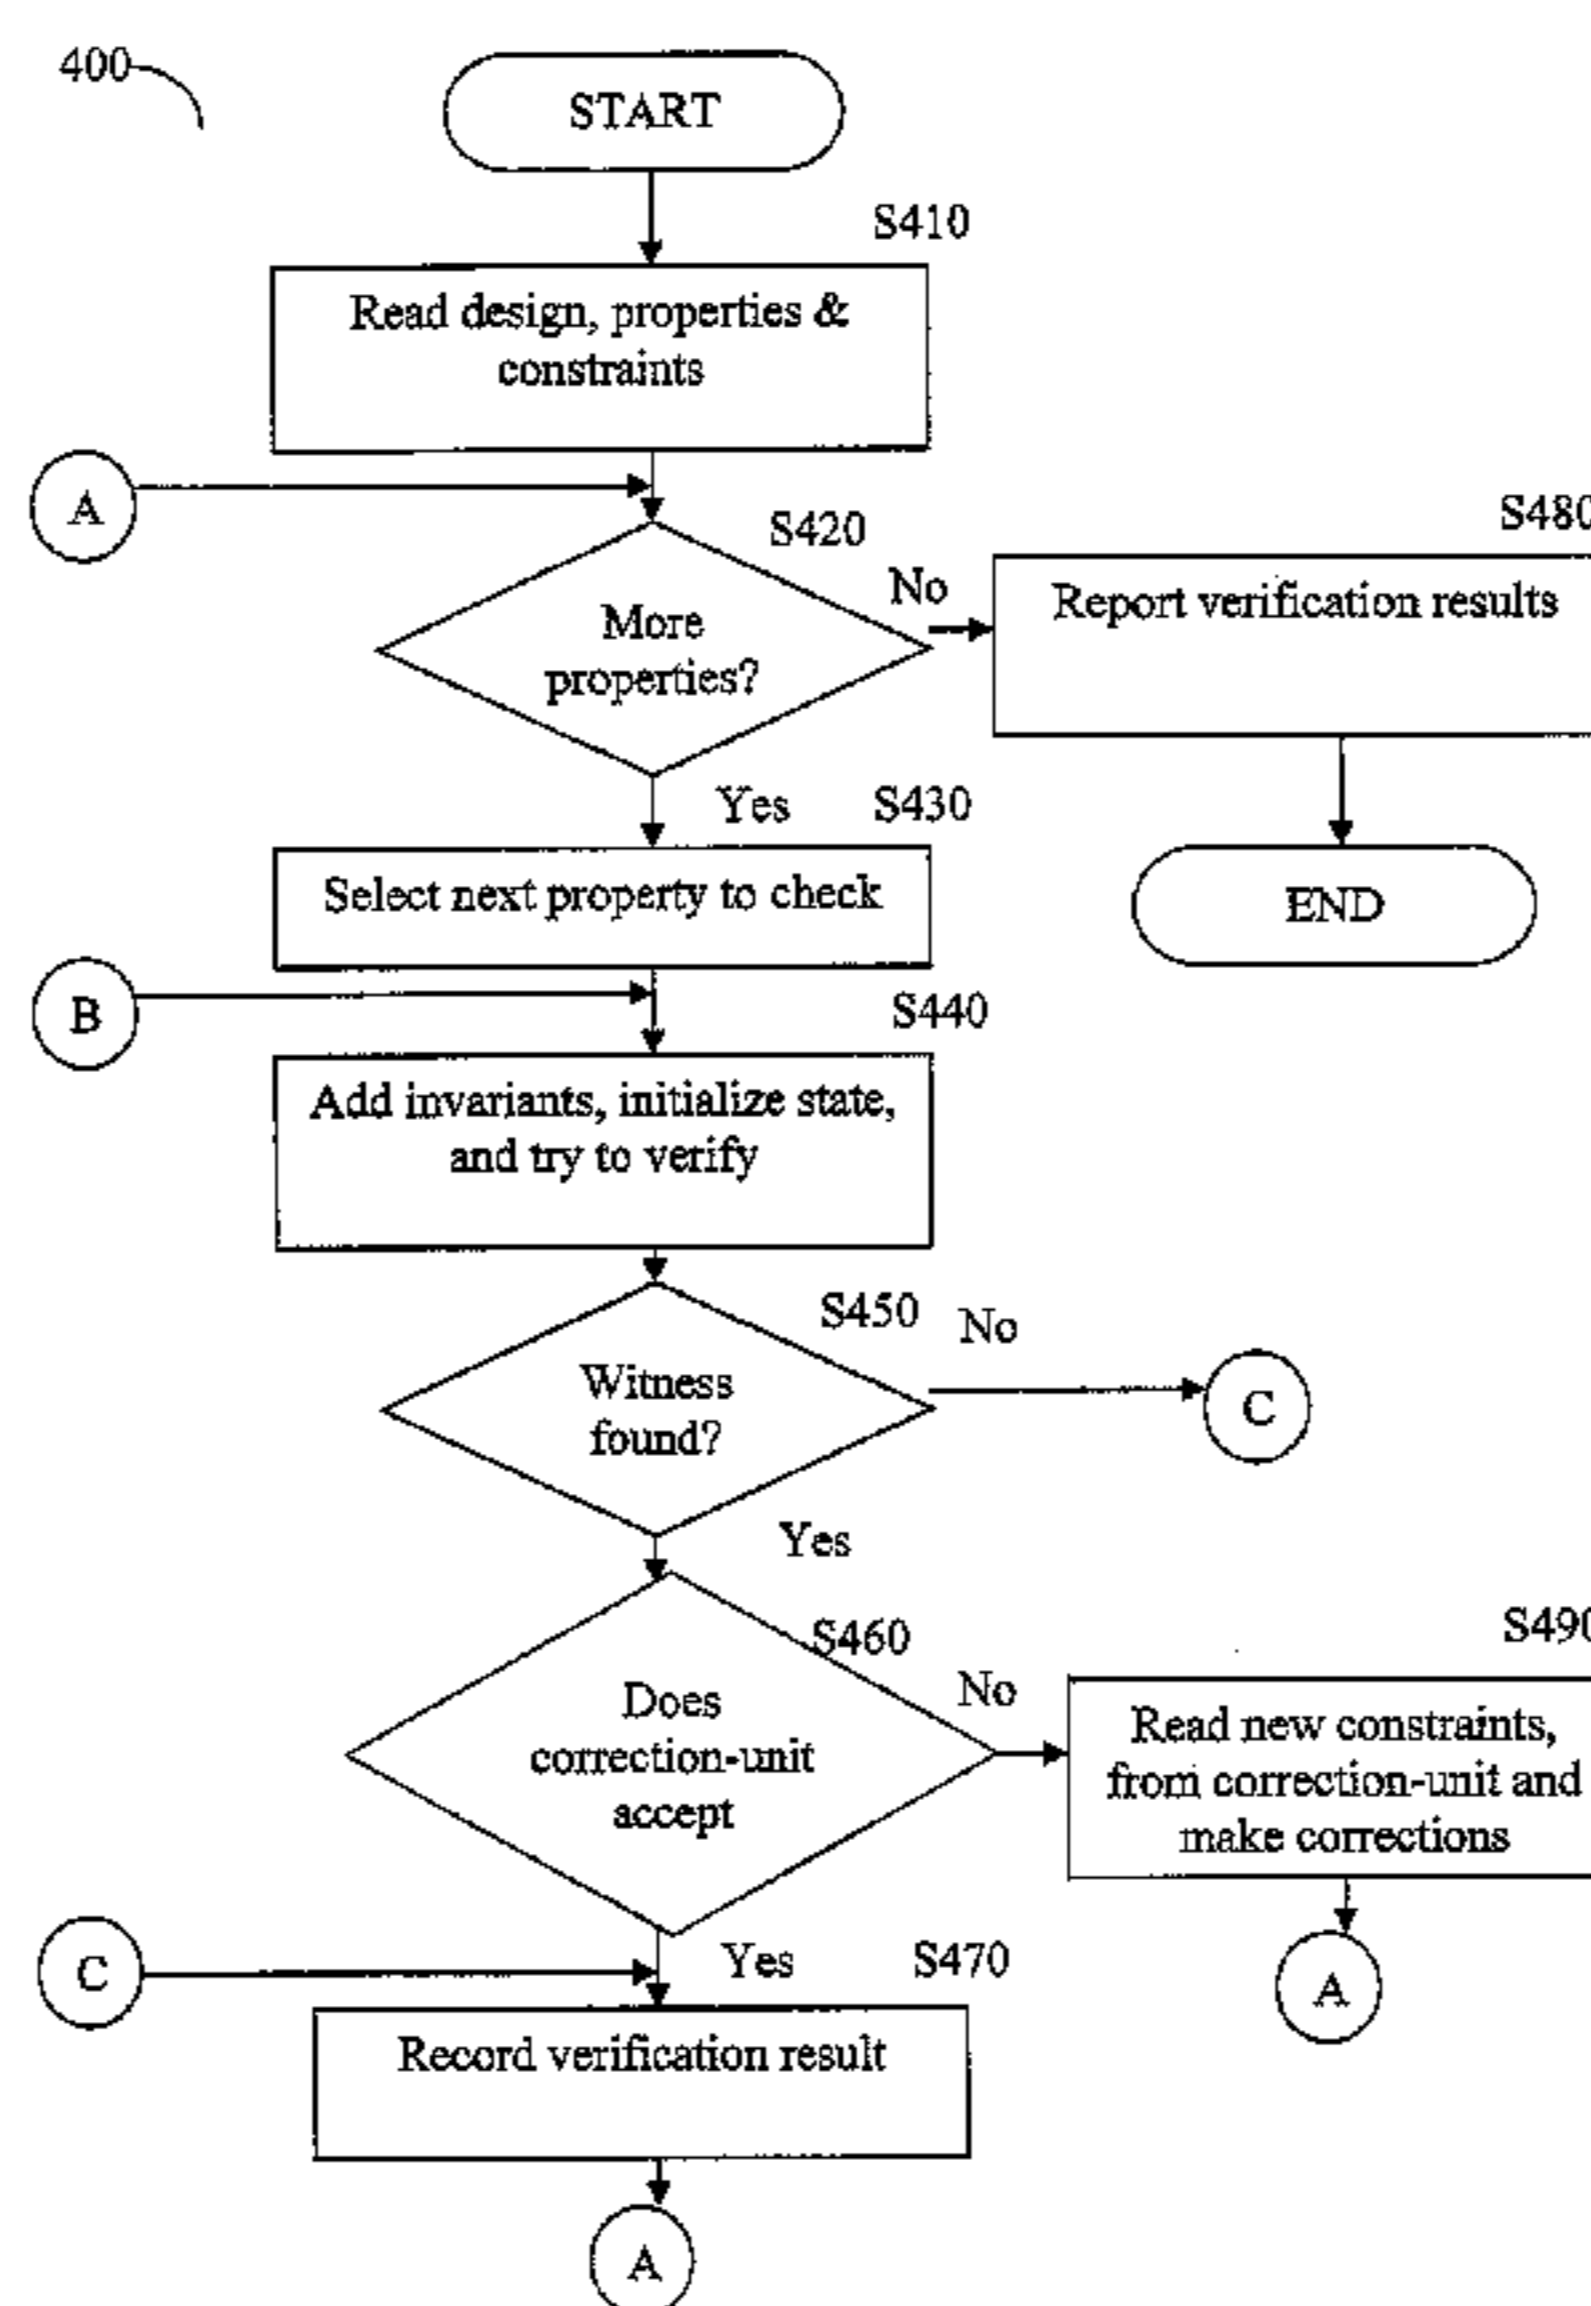 400
START
S410
Read design, properties &
constraints
A
S420
S480
No
More
properties?
Report verification results
Yes
S430
Select next property to check
END
B
S440
Add invariants, initialize state,
and try to verify
S450
No
Witness
found?
C
Yes
S460
S490
No
Does
correction-unit
accept
Read new constraints,
from correction-unit and
make corrections
C
Yes
S470
A
Record verification result
A